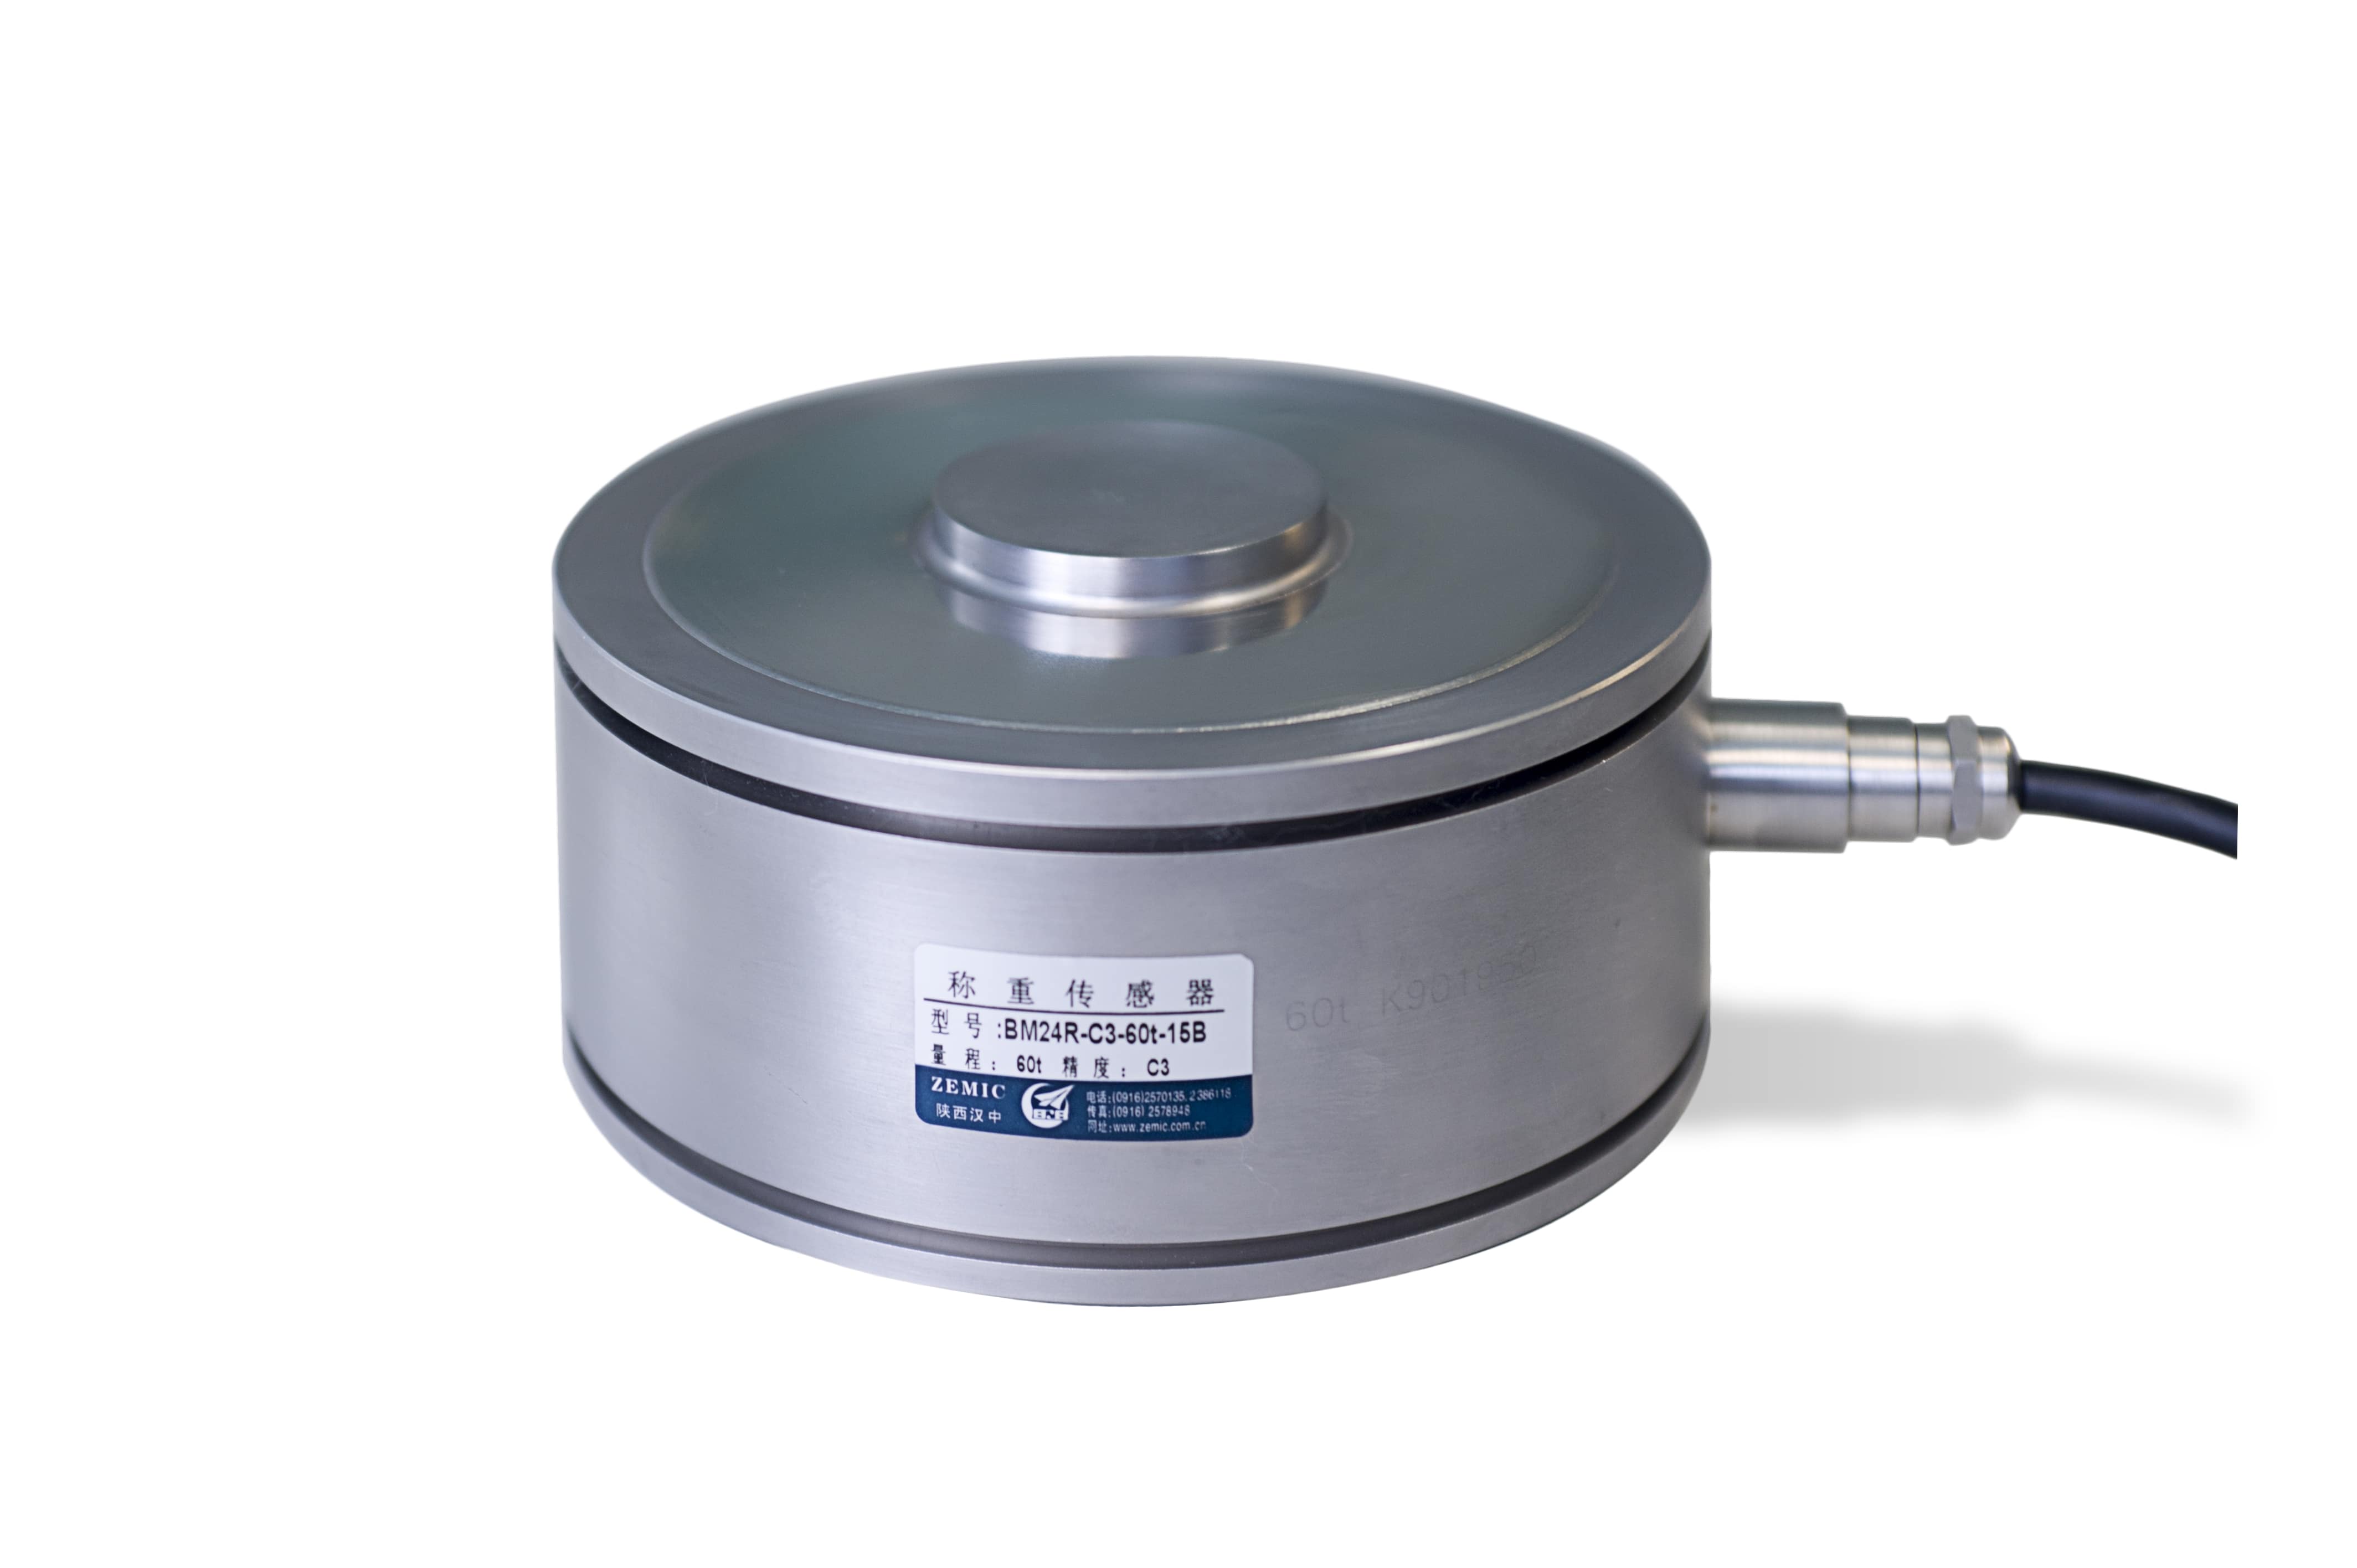 称重传感器
型号:BM24R-C3-60t-15B
量程: 60t 精度: C3
ZEMIC
陕西汉中
电话:(0916)2570135.2386118
传真:(0916) 2578948
网址:www.zemic.com.cn
60t